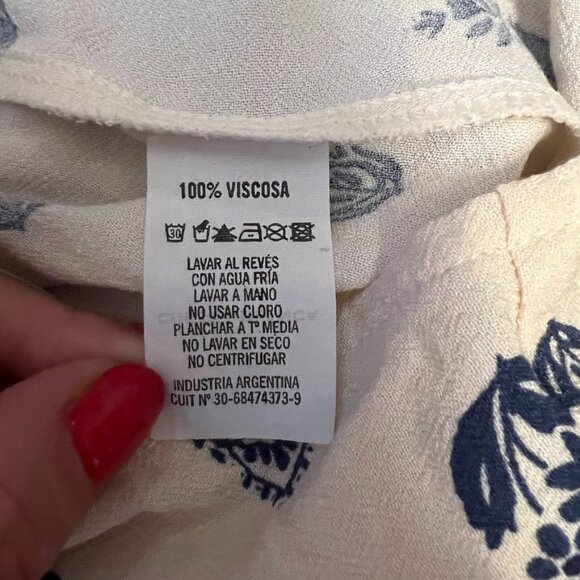 100% VISCOSA
30
LAVAR AL REVÉS
CON AGUA FRÍA
LAVAR A MANO
NO USAR CLORO
PLANCHAR A Tº MEDIA
NO LAVAR EN SECO
NO CENTRIFUGAR
INDUSTRIA ARGENTINA
CUIT Nº 30-68474373-9